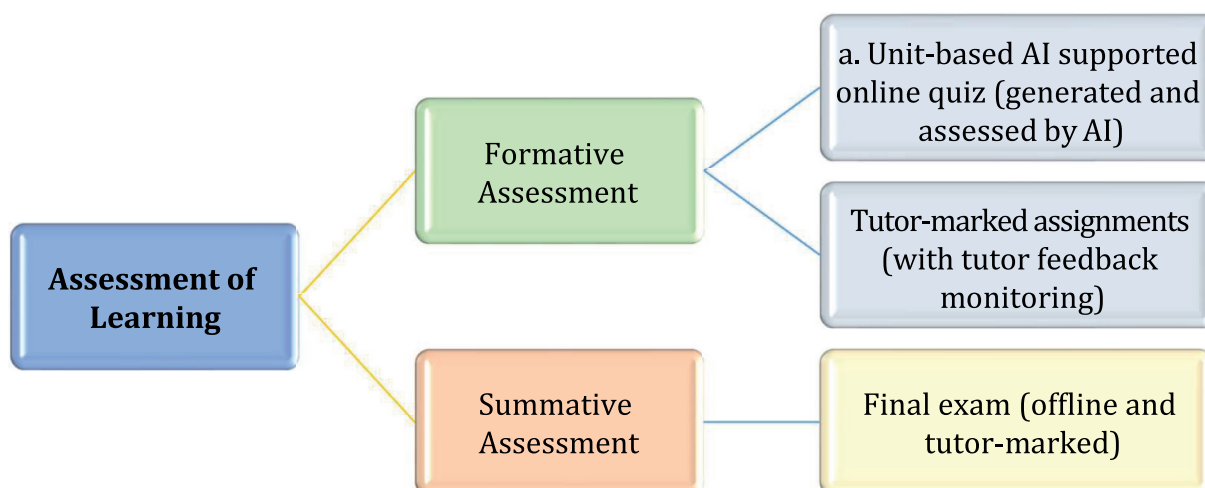 Assessment of
Learning
Formative
Assessment
a. Unit-based AI supported
online quiz (generated and
assessed by AI)
Tutor-marked assignments
(with tutor feedback
monitoring)
Summative
Assessment
Final exam (offline and
tutor-marked)